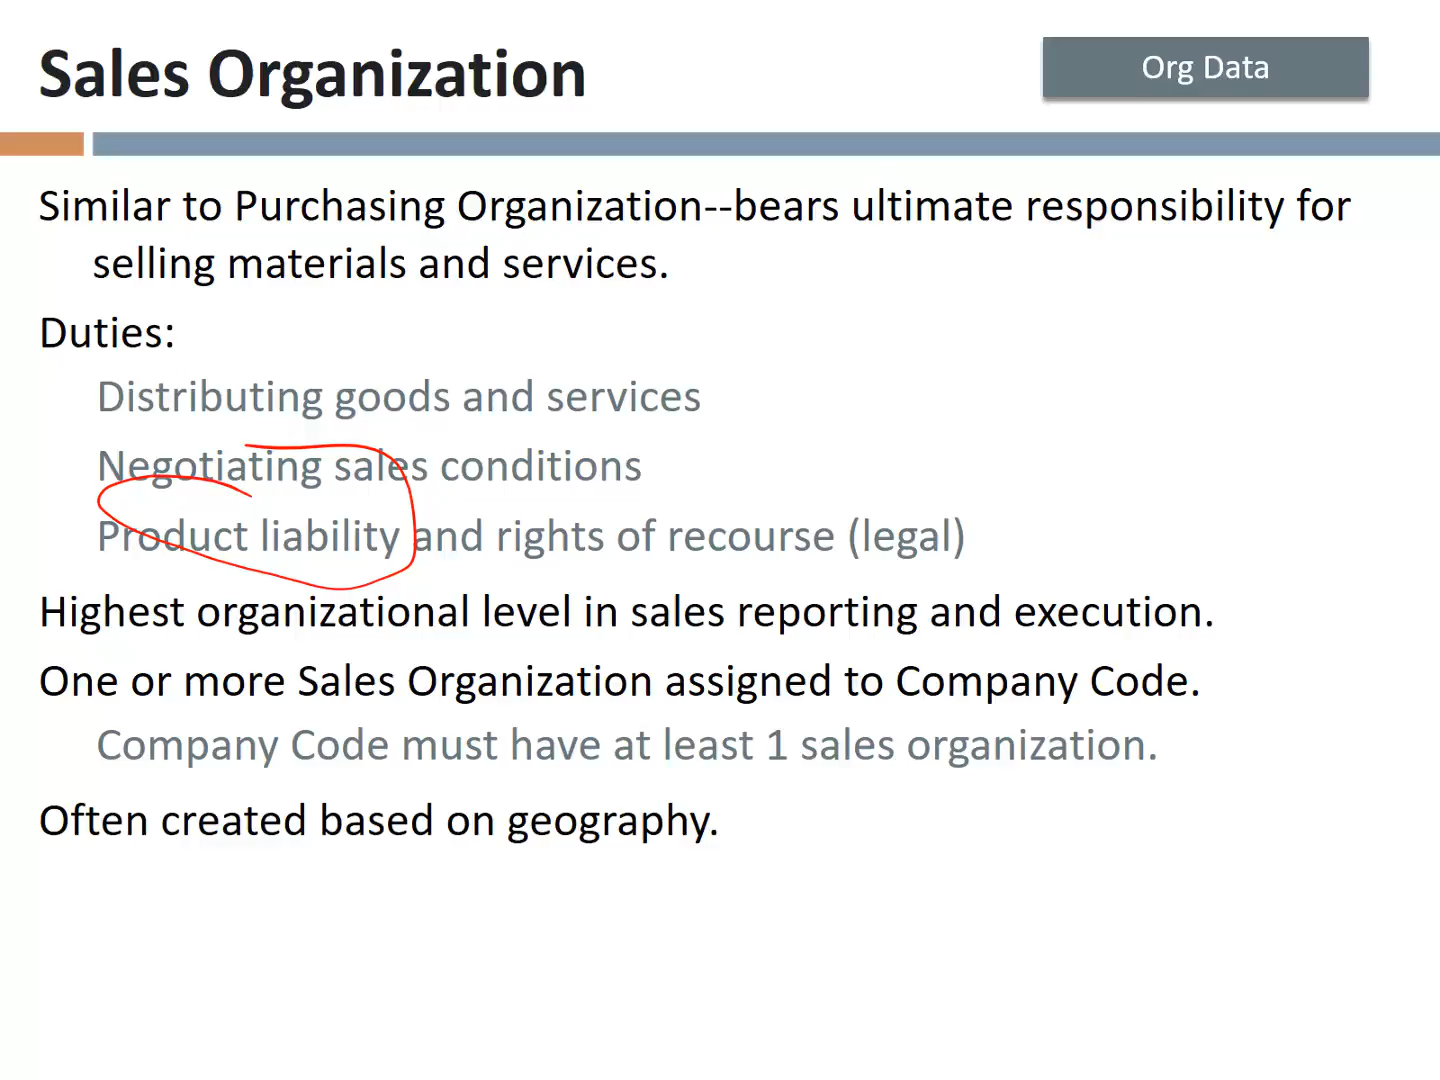 Sales Organization
Org Data
Similar to Purchasing Organization--bears ultimate responsibility for
selling materials and services.
Duties:
Distributing goods and services
Negotiating sales conditions
Product liability and rights of recourse (legal)
Highest organizational level in sales reporting and execution.
One or more Sales Organization assigned to Company Code.
Company Code must have at least 1 sales organization.
Often created based on geography.